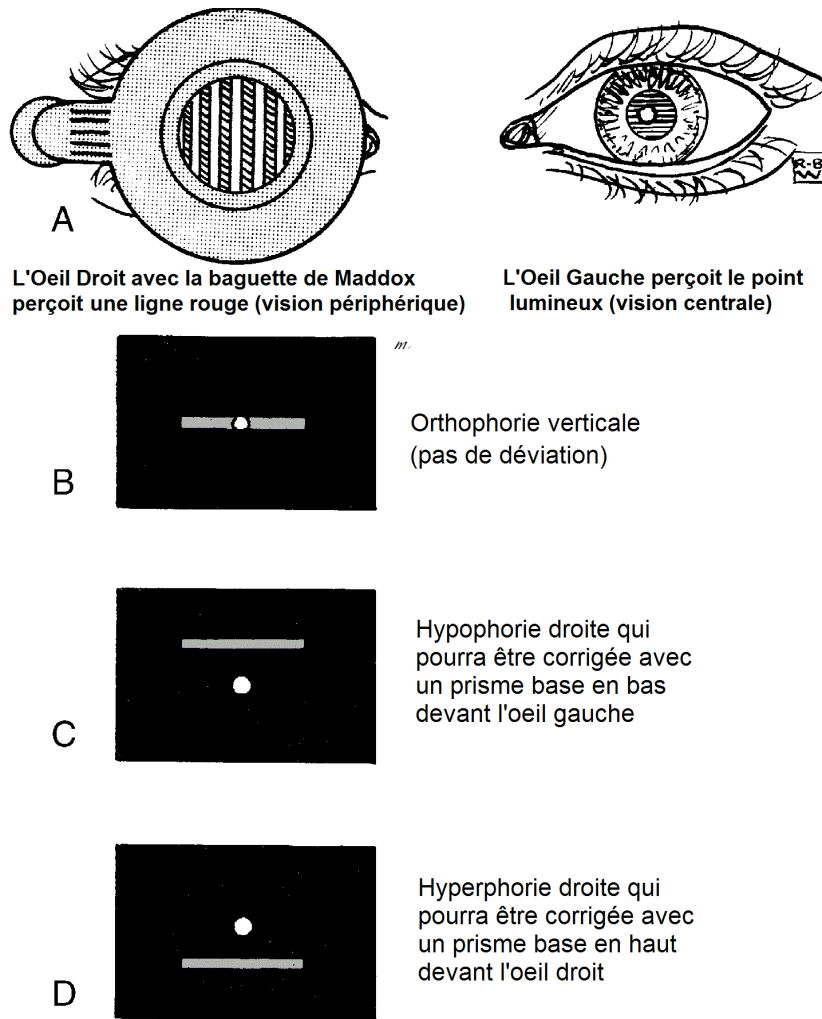 A
R-B
L'Oeil Droit avec la baguette de Maddox
perçoit une ligne rouge (vision périphérique)
L'Oeil Gauche perçoit le point
lumineux (vision centrale)
m.
B
Orthophorie verticale
(pas de déviation)
C
Hypophorie droite qui
pourra être corrigée avec
un prisme base en bas
devant l'oeil gauche
D
Hyperphorie droite qui
pourra être corrigée avec
un prisme base en haut
devant l'oeil droit